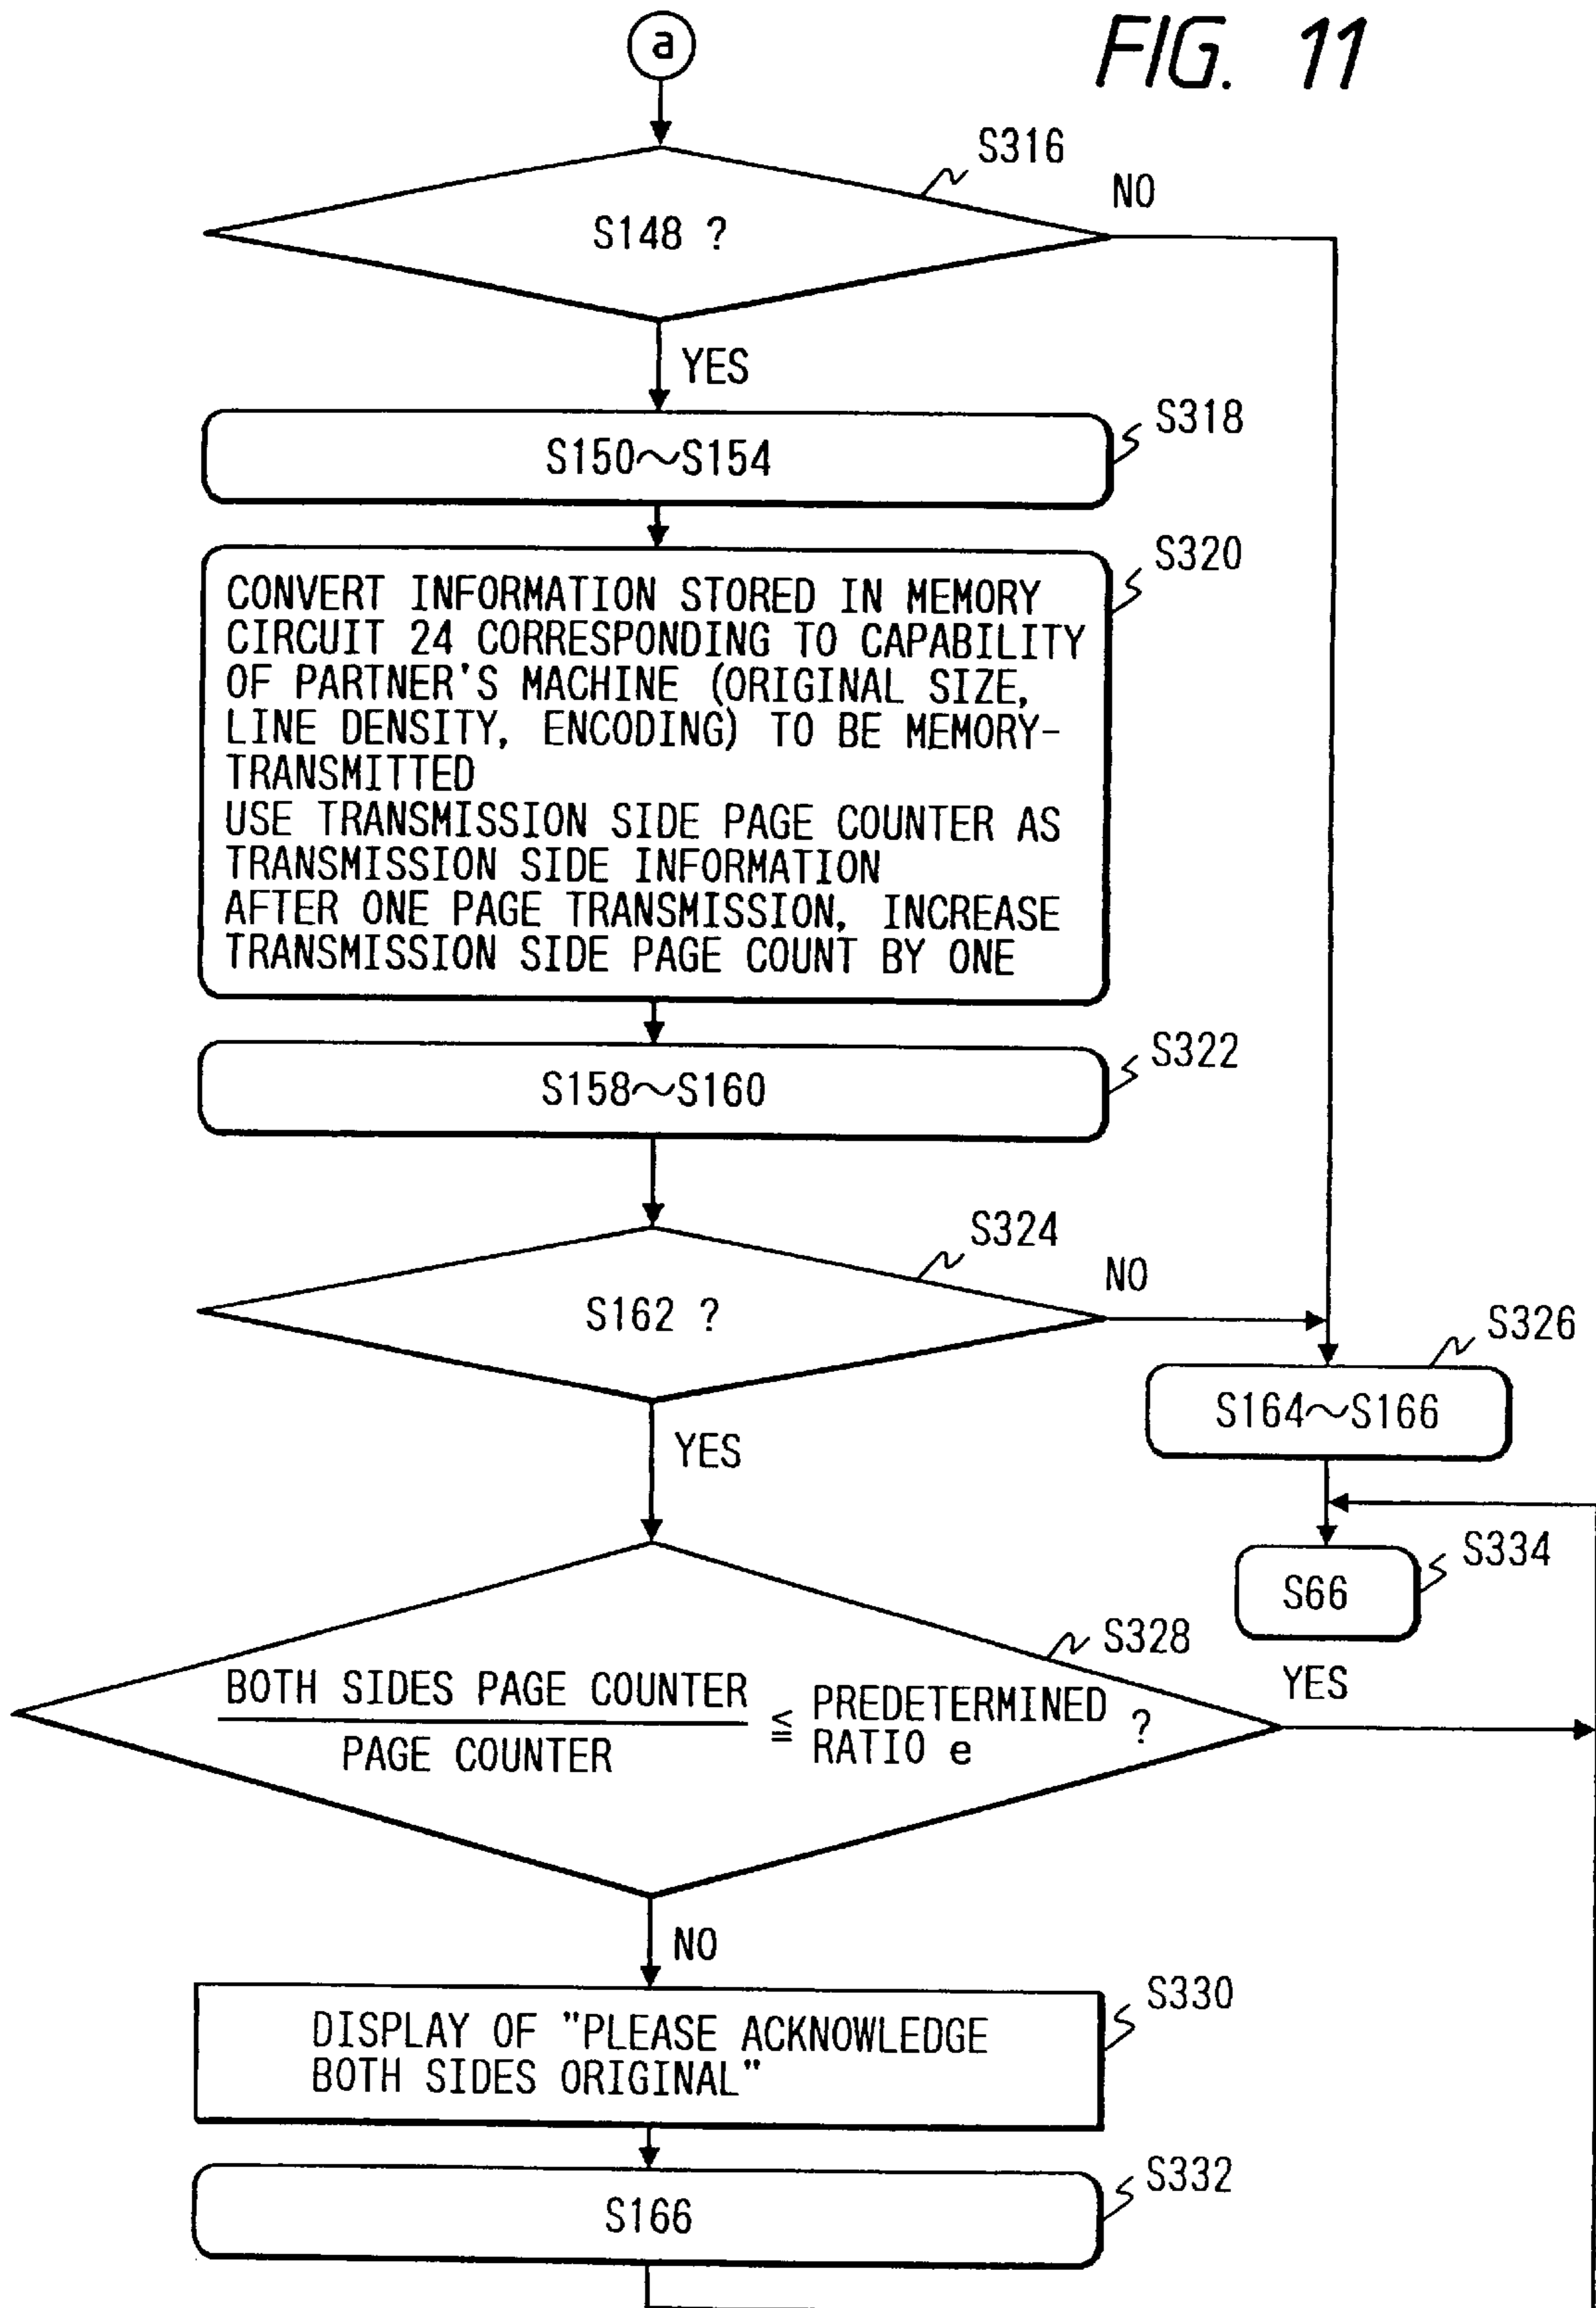 FIG. 11
a
S316
NO
S148 ?
YES
S318
S150~S154
S320
CONVERT INFORMATION STORED IN MEMORY
CIRCUIT 24 CORRESPONDING TO CAPABILITY
OF PARTNER'S MACHINE (ORIGINAL SIZE,
LINE DENSITY, ENCODING) TO BE MEMORY-
TRANSMITTED
USE TRANSMISSION SIDE PAGE COUNTER AS
TRANSMISSION SIDE INFORMATION
AFTER ONE PAGE TRANSMISSION, INCREASE
TRANSMISSION SIDE PAGE COUNT BY ONE
S322
S158~S160
S324
NO
S162 ?
YES
S326
S164~S166
S334
S66
S328
YES
BOTH SIDES PAGE COUNTER
PAGE COUNTER
≦
PREDETERMINED
RATIO e
?
NO
S330
DISPLAY OF "PLEASE ACKNOWLEDGE
BOTH SIDES ORIGINAL"
S332
S166